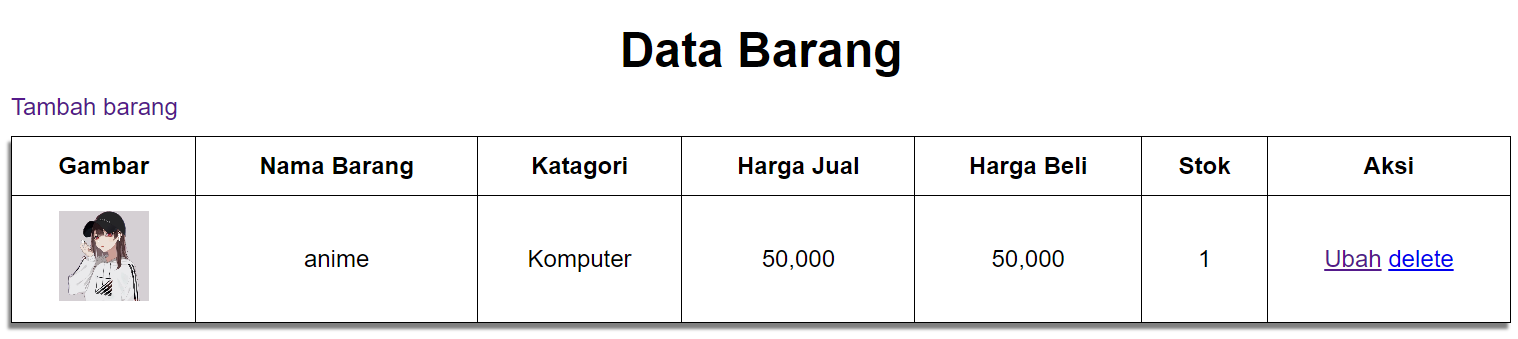 Data Barang
Tambah barang
Gambar Nama Barang Katagori Harga Jual Harga Beli Stok Aksi
anime Komputer 50,000 50,000 1 Ubah delete